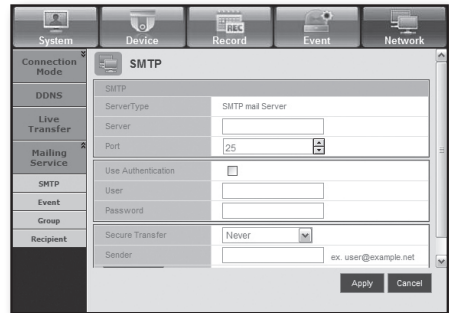 System Device Record Event Network
REC
Connection Mode
DDNS
Live Transfer
Mailing Service
SMTP
Event
Group
Recipient
SMTP
SMTP
ServerType SMTP mail Server
Server
Port 25
Use Authentication
User
Password
Secure Transfer Never
Sender ex. user@example.net
Apply Cancel